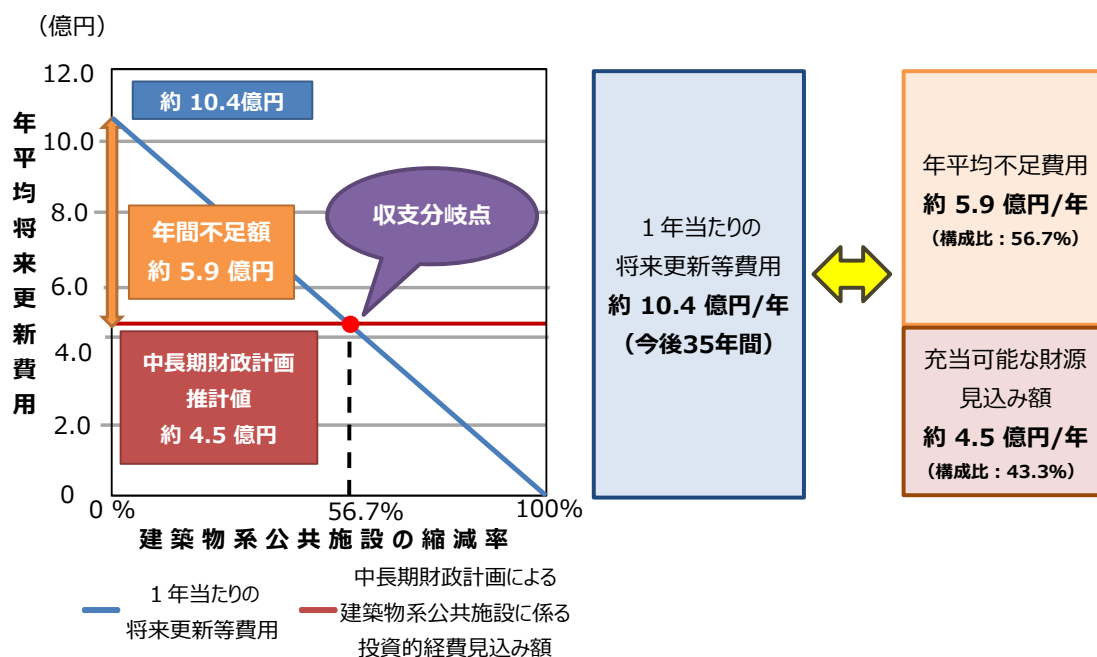 （億円）
12.0
10.0
8.0
6.0
4.0
2.0
0
年平均将来更新費用
約 10.4億円
年間不足額
約 5.9 億円
収支分岐点
中長期財政計画
推計値
約 4.5 億円
0 %
56.7%
100%
建築物系公共施設の縮減率
１年当たりの
将来更新等費用
中長期財政計画による
建築物系公共施設に係る
投資的経費見込み額
１年当たりの
将来更新等費用
約 10.4 億円/年
（今後35年間）
年平均不足費用
約 5.9 億円/年
（構成比：56.7%）
充当可能な財源
見込み額
約 4.5 億円/年
（構成比：43.3%）